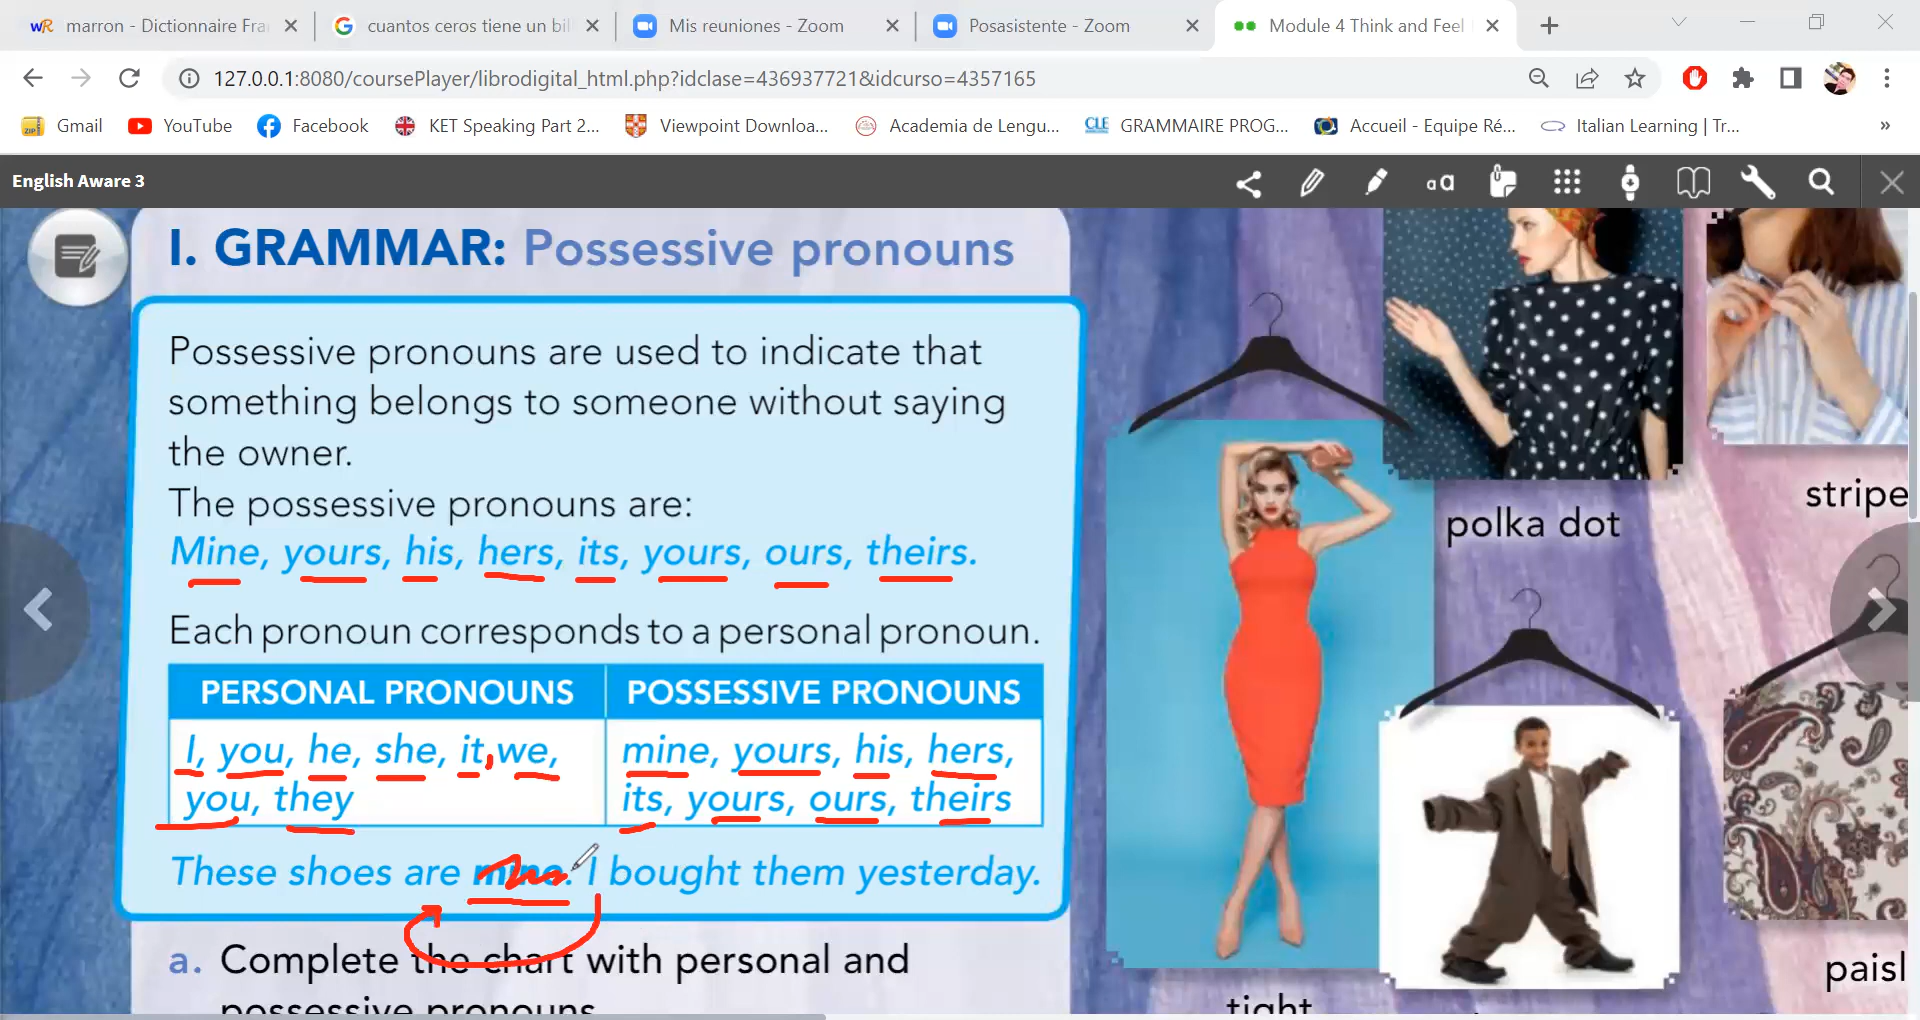 marron - Dictionnaire Fra
cuantos ceros tiene un bil
Mis reuniones - Zoom
Posasistente - Zoom
Module 4 Think and Feel
127.0.0.1:8080/coursePlayer/librodigital_html.php?idclase=436937721&idcurso=4357165
Gmail
YouTube
Facebook
KET Speaking Part 2...
Viewpoint Downloa...
Academia de Lengu...
CLE
GRAMMAIRE PROG...
Accueil - Equipe Ré...
Italian Learning | Tr...
»
English Aware 3
aa
I. GRAMMAR: Possessive pronouns
Possessive pronouns are used to indicate that
something belongs to someone without saying
the owner.
The possessive pronouns are:
Mine, yours, his, hers, its, yours, ours, theirs.
Each pronoun corresponds to a personal pronoun.
PERSONAL PRONOUNS
POSSESSIVE PRONOUNS
I, you, he, she, it, we,
you, they
mine, yours, his, hers,
its, yours, ours, theirs
These shoes are mine. I bought them yesterday.
a. Complete the chart with personal and
possessive pronouns
polka dot
stripe
tight
paisl